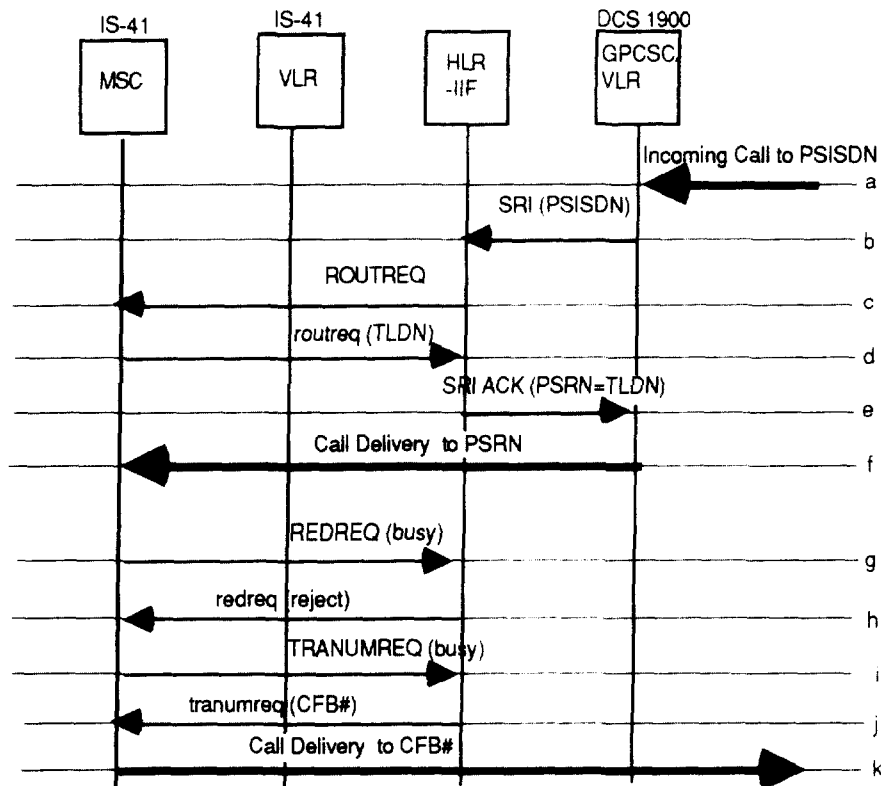 IS-41
IS-41
DCS 1900
MSC
VLR
HLR
-IIF
GPCSC,
VLR
Incoming Call to PSISDN
a
SRI (PSISDN)
b
ROUTREQ
c
routreq (TLDN)
d
SRI ACK (PSRN=TLDN)
e
Call Delivery to PSRN
f
REDREQ (busy)
g
redreq (reject)
h
TRANUMREQ (busy)
i
tranumreq (CFB#)
j
Call Delivery to CFB#
k